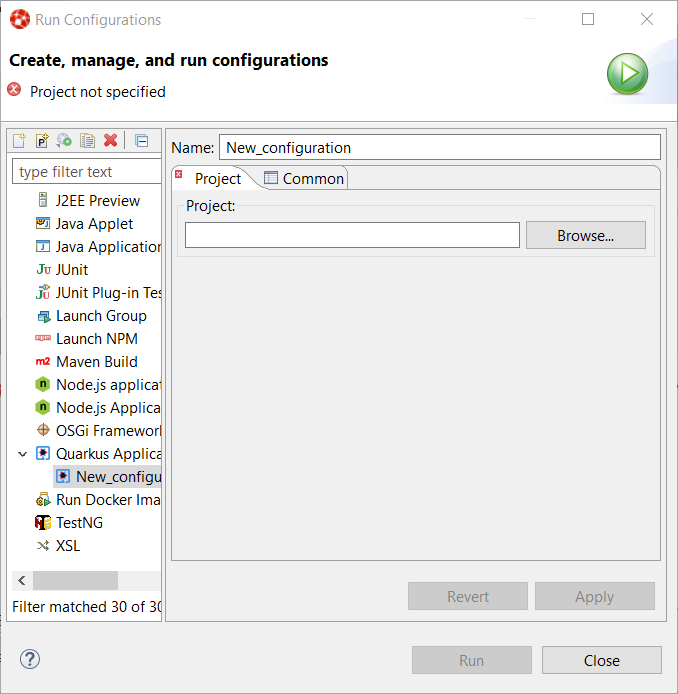 Run Configurations
Create, manage, and run configurations
Project not specified
Name: New_configuration
type filter text
Project Common
Project:
Browse...
J2EE Preview
Java Applet
Java Application
JUnit
JUnit Plug-in Tes
Launch Group
Launch NPM
Maven Build
Node.js applicat
Node.js Applica
OSGi Framework
Quarkus Applica
New_configu
Run Docker Ima
TestNG
XSL
Filter matched 30 of 30
Revert Apply
Run Close